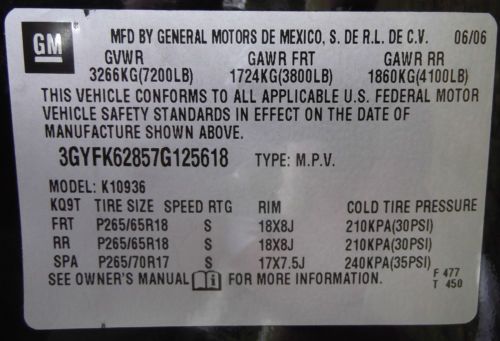 GM
MFD BY GENERAL MOTORS DE MEXICO, S. DE R.L. DE C.V. 06/06
GVWR GAWR FRT GAWR RR
3266KG(7200LB) 1724KG(3800LB) 1860KG(4100LB)
THIS VEHICLE CONFORMS TO ALL APPLICABLE U.S. FEDERAL MOTOR
VEHICLE SAFETY STANDARDS IN EFFECT ON THE DATE OF
MANUFACTURE SHOWN ABOVE.
3GYFK62857G125618 TYPE: M.P.V.
MODEL: K10936
KQ9T TIRE SIZE SPEED RTG RIM COLD TIRE PRESSURE
FRT P265/65R18 S 18X8J 210KPA(30PSI)
RR P265/65R18 S 18X8J 210KPA(30PSI)
SPA P265/70R17 S 17X7.5J 240KPA(35PSI)
SEE OWNER'S MANUAL FOR MORE INFORMATION. F 477
T 450